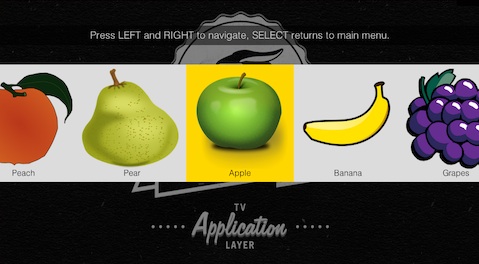 Press LEFT and RIGHT to navigate, SELECT returns to main menu.
Peach
Pear
Apple
Banana
Grapes
TV
Application
LAYER